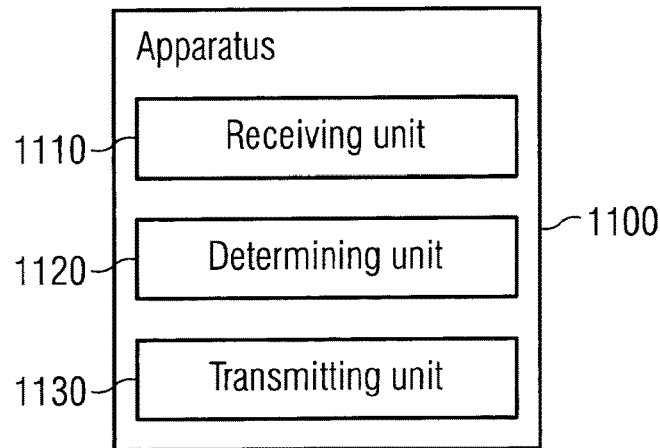 Apparatus
1110 Receiving unit
1100
1120 Determining unit
1130 Transmitting unit